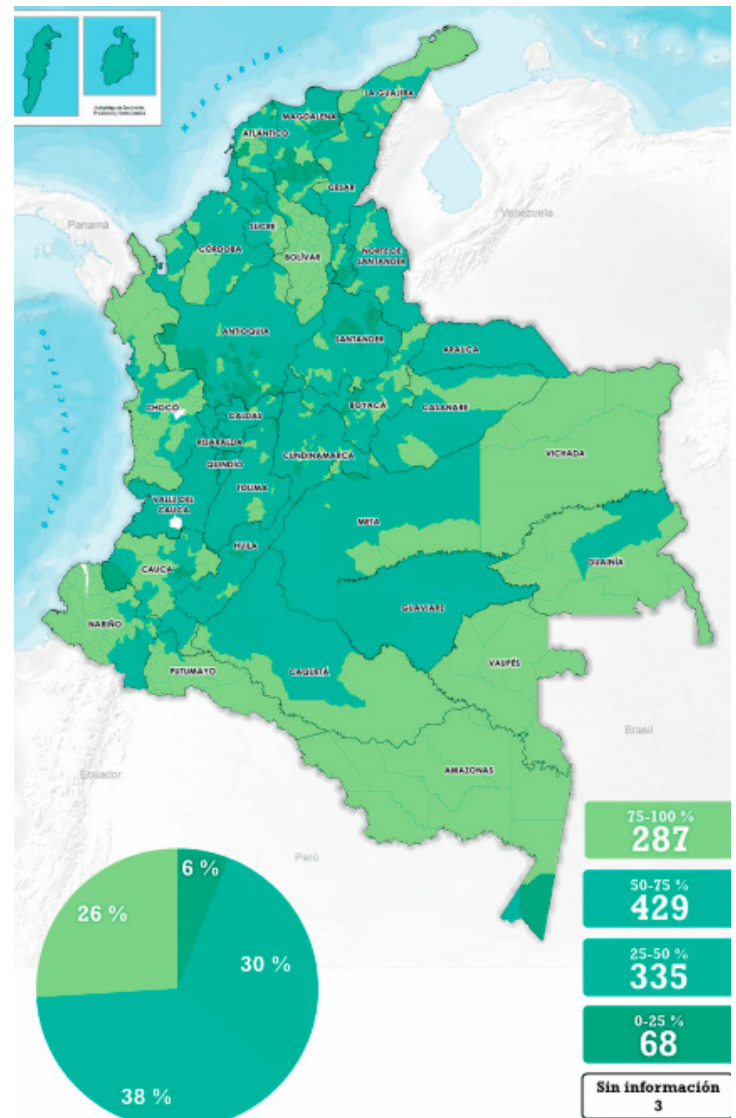 MAR CARIBE
LA GUAJIRA
MAGDALENA
ATLÁNTICO
CESAR
Panamá
Venezuela
SUCRE
CÓRDOBA
BOLÍVAR
NORTE DE
SANTANDER
ANTIOQUIA
SANTANDER
ARAUCA
OCÉANO PACÍFICO
CHOCÓ
BOYACÁ
CASANARE
CALDAS
RISARALDA
CUNDINAMARCA
QUINDÍO
VICHADA
TOLIMA
VALLE DEL
CAUCA
META
HUILA
CAUCA
GUAINÍA
GUAVIARE
NARIÑO
VAUPÉS
PUTUMAYO
CAQUETÁ
Brasil
Ecuador
AMAZONAS
Perú
75-100 %
287
50-75 %
429
25-50 %
335
0-25 %
68
Sin información
3
6 %
26 %
30 %
38 %